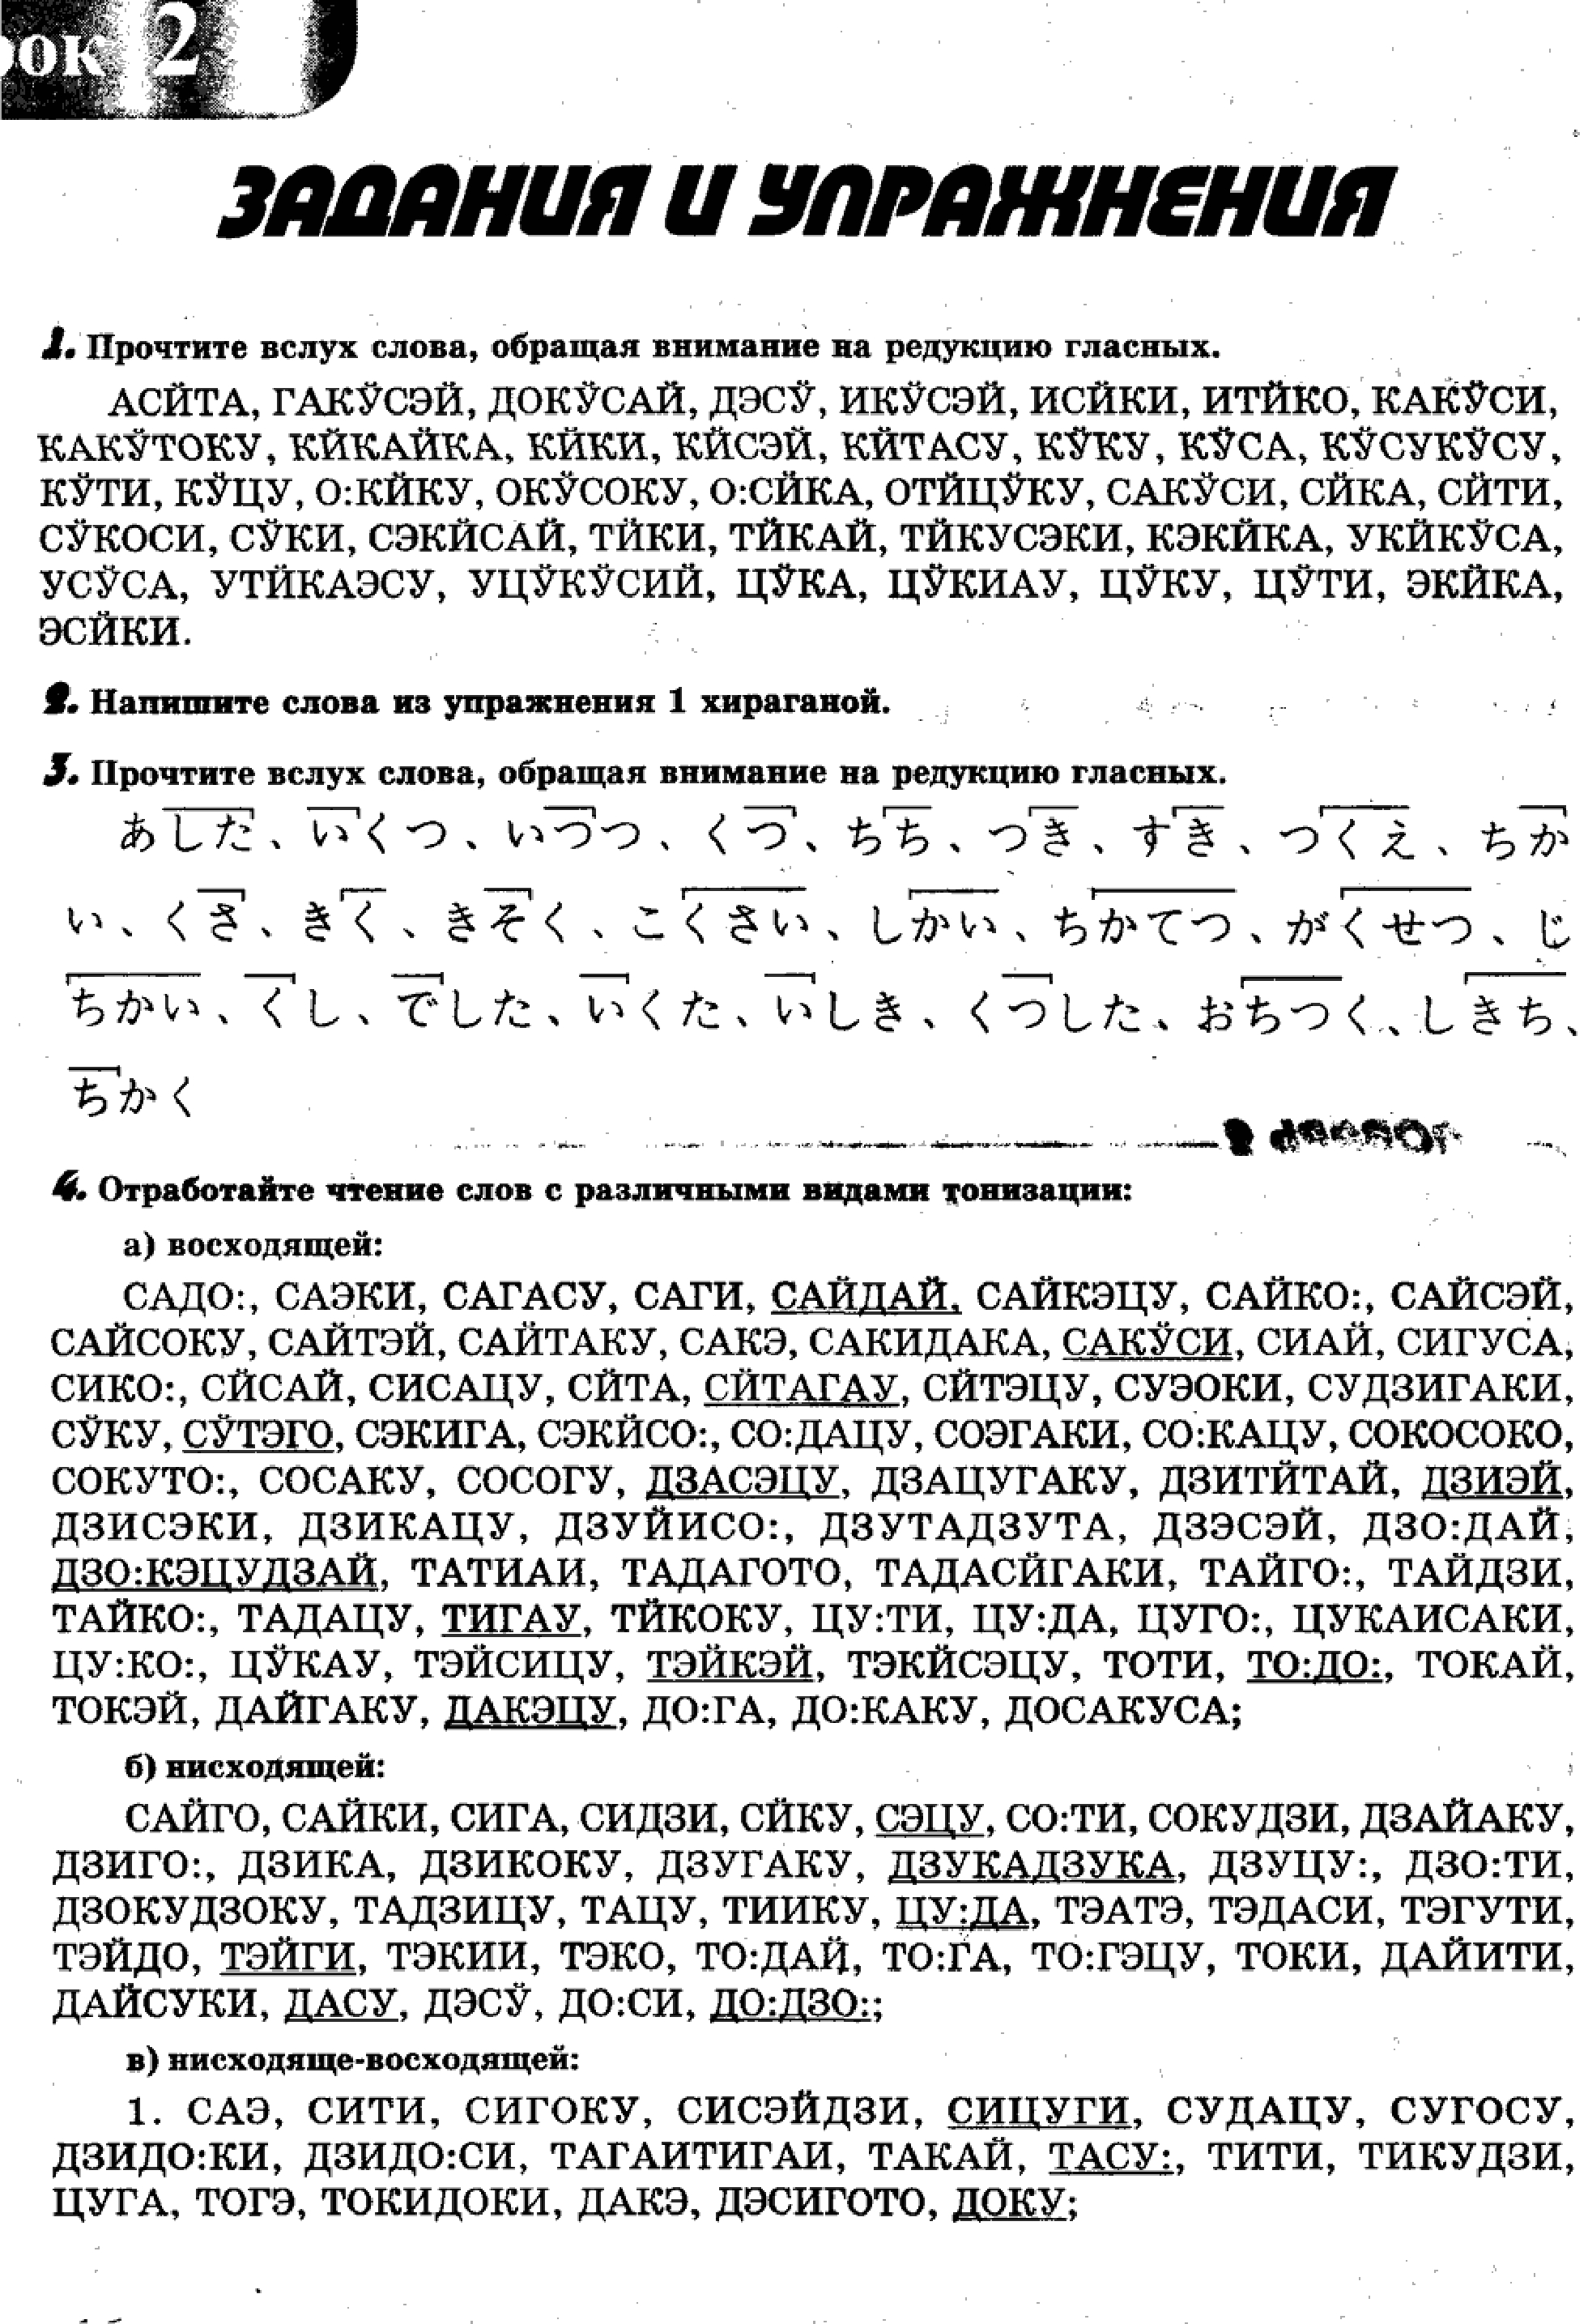 ок 2
ЗАДАНИЯ И УПРАЖНЕНИЯ
1. Прочтите вслух слова, обращая внимание на редукцию гласных.
АСЙТА, ГАКЎСЭЙ, ДОКЎСАЙ, ДЭСЎ, ИКЎСЭЙ, ИСЙКИ, ИТЙКО, КАКЎСИ,
КАКЎТОКУ, КЙКАЙКА, КЙКИ, КЙСЭЙ, КЙТАСУ, КЎКУ, КЎСА, КЎСУКЎСУ,
КЎТИ, КЎЦУ, О:КЙКУ, ОКЎСОКУ, О:СЙКА, ОТЙЦЎКУ, САКЎСИ, СЙКА, СЙТИ,
СЎКОСИ, СЎКИ, СЭКЙСАЙ, ТЙКИ, ТЙКАЙ, ТЙКУСЭКИ, КЭКЙКА, УКЙКЎСА,
УСЎСА, УТЙКАЭСУ, УЦЎКЎСИЙ, ЦЎКА, ЦЎКИАУ, ЦЎКУ, ЦЎТИ, ЭКЙКА,
ЭСЙКИ.
2. Напишите слова из упражнения 1 хираганой.
3. Прочтите вслух слова, обращая внимание на редукцию гласных.
あした、いくつ、いつつ、くつ、ちち、つき、すき、つくえ、ちか
い、くさ、きく、きそく、こくさい、しかい、ちかてつ、がくせつ、じ
ちかい、くし、でした、いくた、いしき、くつした、おちつく、しきち、
ちかく
4. Отработайте чтение слов с различными видами тонизации:
а) восходящей:
САДО:, САЭКИ, САГАСУ, САГИ, САЙДАЙ, САЙКЭЦУ, САЙКО:, САЙСЭЙ,
САЙСОКУ, САЙТЭЙ, САЙТАКУ, САКЭ, САКИДАКА, САКЎСИ, СИАЙ, СИГУСА,
СИКО:, СЙСАЙ, СИСАЦУ, СЙТА, СЙТАГАУ, СЙТЭЦУ, СУЭОКИ, СУДЗИГАКИ,
СЎКУ, СЎТЭГО, СЭКИГА, СЭКЙСО:, СО:ДАЦУ, СОЭГАКИ, СО:КАЦУ, СОКОСОКО,
СОКУТО:, СОСАКУ, СОСОГУ, ДЗАСЭЦУ, ДЗАЦУГАКУ, ДЗИТЙТАЙ, ДЗИЭЙ,
ДЗИСЭКИ, ДЗИКАЦУ, ДЗУЙИСО:, ДЗУТАДЗУТА, ДЗЭСЭЙ, ДЗО:ДАЙ,
ДЗО:КЭЦУДЗАЙ, ТАТИАИ, ТАДАГОТО, ТАДАСЙГАКИ, ТАЙГО:, ТАЙДЗИ,
ТАЙКО:, ТАДАЦУ, ТИГАУ, ТЙКОКУ, ЦУ:ТИ, ЦУ:ДА, ЦУГО:, ЦУКАИСАКИ,
ЦУ:КО:, ЦЎКАУ, ТЭЙСИЦУ, ТЭЙКЭЙ, ТЭКЙСЭЦУ, ТОТИ, ТО:ДО:, ТОКАЙ,
ТОКЭЙ, ДАЙГАКУ, ДАКЭЦУ, ДО:ГА, ДО:КАКУ, ДОСАКУСА;
б) нисходящей:
САЙГО, САЙКИ, СИГА, СИДЗИ, СЙКУ, СЭЦУ, СО:ТИ, СОКУДЗИ, ДЗАЙАКУ,
ДЗИГО:, ДЗИКА, ДЗИКОКУ, ДЗУГАКУ, ДЗУКАДЗУКА, ДЗУЦУ:, ДЗО:ТИ,
ДЗОКУДЗОКУ, ТАДЗИЦУ, ТАЦУ, ТИИКУ, ЦУ:ДА, ТЭАТЭ, ТЭДАСИ, ТЭГУТИ,
ТЭЙДО, ТЭЙГИ, ТЭКИИ, ТЭКО, ТО:ДАЙ, ТО:ГА, ТО:ГЭЦУ, ТОКИ, ДАЙИТИ,
ДАЙСУКИ, ДАСУ, ДЭСЎ, ДО:СИ, ДО:ДЗО:;
в) нисходяще-восходящей:
1. САЭ, СИТИ, СИГОКУ, СИСЭЙДЗИ, СИЦУГИ, СУДАЦУ, СУГОСУ,
ДЗИДО:КИ, ДЗИДО:СИ, ТАГАИТИГАИ, ТАКАЙ, ТАСУ:, ТИТИ, ТИКУДЗИ,
ЦУГА, ТОГЭ, ТОКИДОКИ, ДАКЭ, ДЭСИГОТО, ДОКУ;